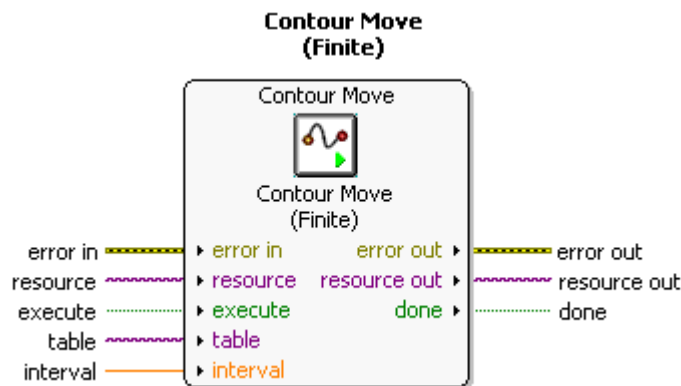 Contour Move
(Finite)
Contour Move
Contour Move
(Finite)
error in error in error out error out
resource resource resource out resource out
execute execute done done
table table
interval interval